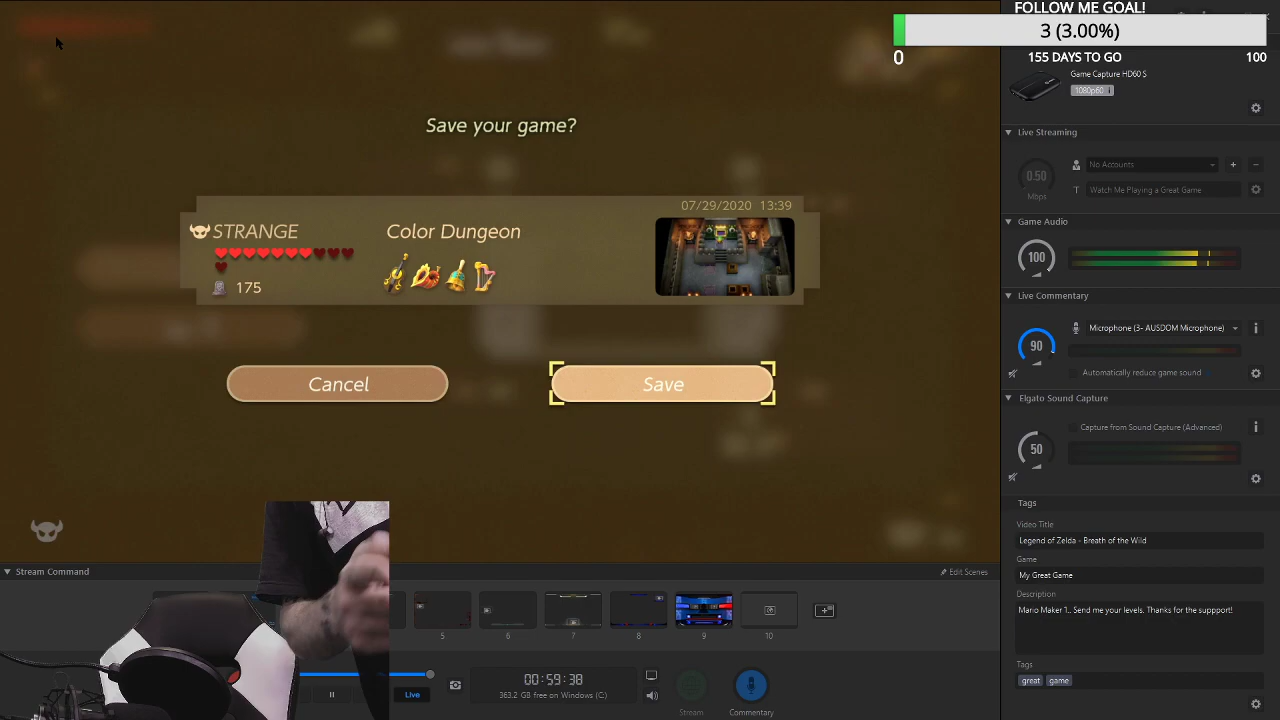 FOLLOW ME GOAL!
3 (3.00%)
0
155 DAYS TO GO
100
Game Capture HD60 S
1080p60
Save your game?
07/29/2020 13:39
STRANGE
Color Dungeon
175
Cancel
Save
Live Streaming
0.50
Mbps
No Accounts
T
Watch Me Playing a Great Game
Game Audio
100
Live Commentary
90
Microphone (3- AUSDOM Microphone)
Automatically reduce game sound
Elgato Sound Capture
50
Capture from Sound Capture (Advanced)
Tags
Video Title
Legend of Zelda - Breath of the Wild
Game
My Great Game
Description
Mario Maker 1.. Send me your levels. Thanks for the suppport!
Tags
great
game
Stream Command
Edit Scenes
5
6
7
8
9
10
Live
00:59:38
363.2 GB free on Windows (C)
Stream
Commentary